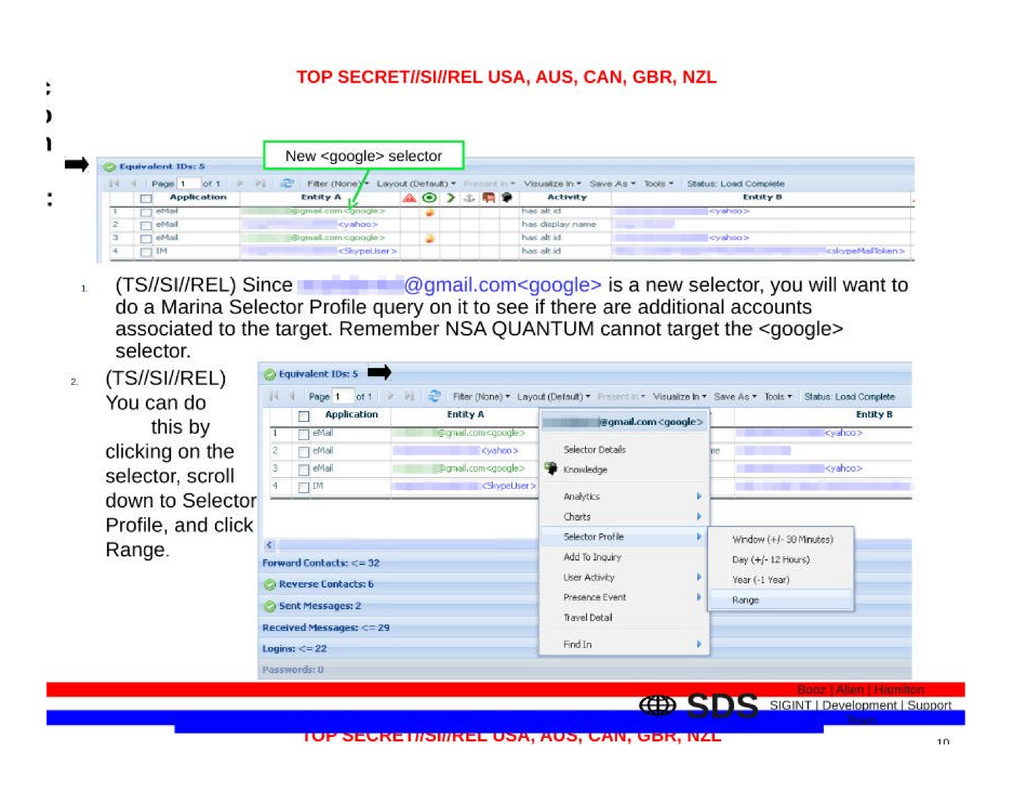 TOP SECRET//SI//REL USA, AUS, CAN, GBR, NZL
New <google> selector
Equivalent IDs: 5
Page 1 of 1 Filter (None) Layout (Default) Present in Visualize In Save As Tools Status: Load Complete
Application Entity A Activity Entity B
1 eMail @gmail.com <google> has alt id <yahoo>
2 eMail <yahoo> has display name
3 eMail @gmail.com <google> has alt id <yahoo>
4 IM <SkypeUser> has alt id <skypeMailToken>
1. (TS//SI//REL) Since @gmail.com<google> is a new selector, you will want to
do a Marina Selector Profile query on it to see if there are additional accounts
associated to the target. Remember NSA QUANTUM cannot target the <google>
selector.
2. (TS//SI//REL)
You can do
this by
clicking on the
selector, scroll
down to Selector
Profile, and click
Range.
Equivalent IDs: 5
Page 1 of 1 Filter (None) Layout (Default) Present in Visualize In Save As Tools Status: Load Complete
Application Entity A Entity B
1 eMail @gmail.com <google> <yahoo>
2 eMail <yahoo> me
3 eMail @gmail.com <google> <yahoo>
4 IM <SkypeUser>
@gmail.com <google>
Selector Details
Knowledge
Analytics
Charts
Selector Profile
Add To Inquiry
User Activity
Presence Event
Travel Detail
Find In
Window (+/- 30 Minutes)
Day (+/- 12 Hours)
Year (-1 Year)
Range
Forward Contacts: <= 32
Reverse Contacts: 6
Sent Messages: 2
Received Messages: <= 29
Logins: <= 22
Passwords: 0
Booz | Allen | Hamilton
SDS SIGINT | Development | Support
TOP SECRET//SI//REL USA, AUS, CAN, GBR, NZL
10